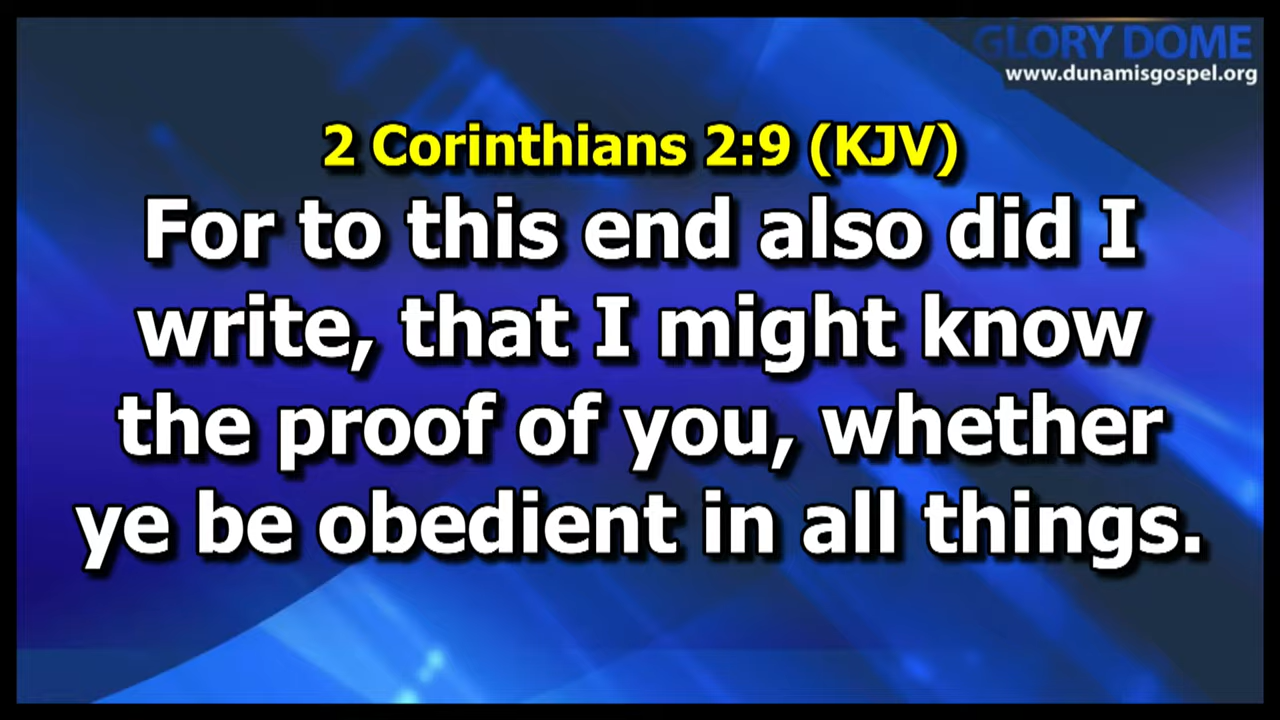 GLORY DOME
www.dunamisgospel.org
2 Corinthians 2:9 (KJV)
For to this end also did I
write, that I might know
the proof of you, whether
ye be obedient in all things.